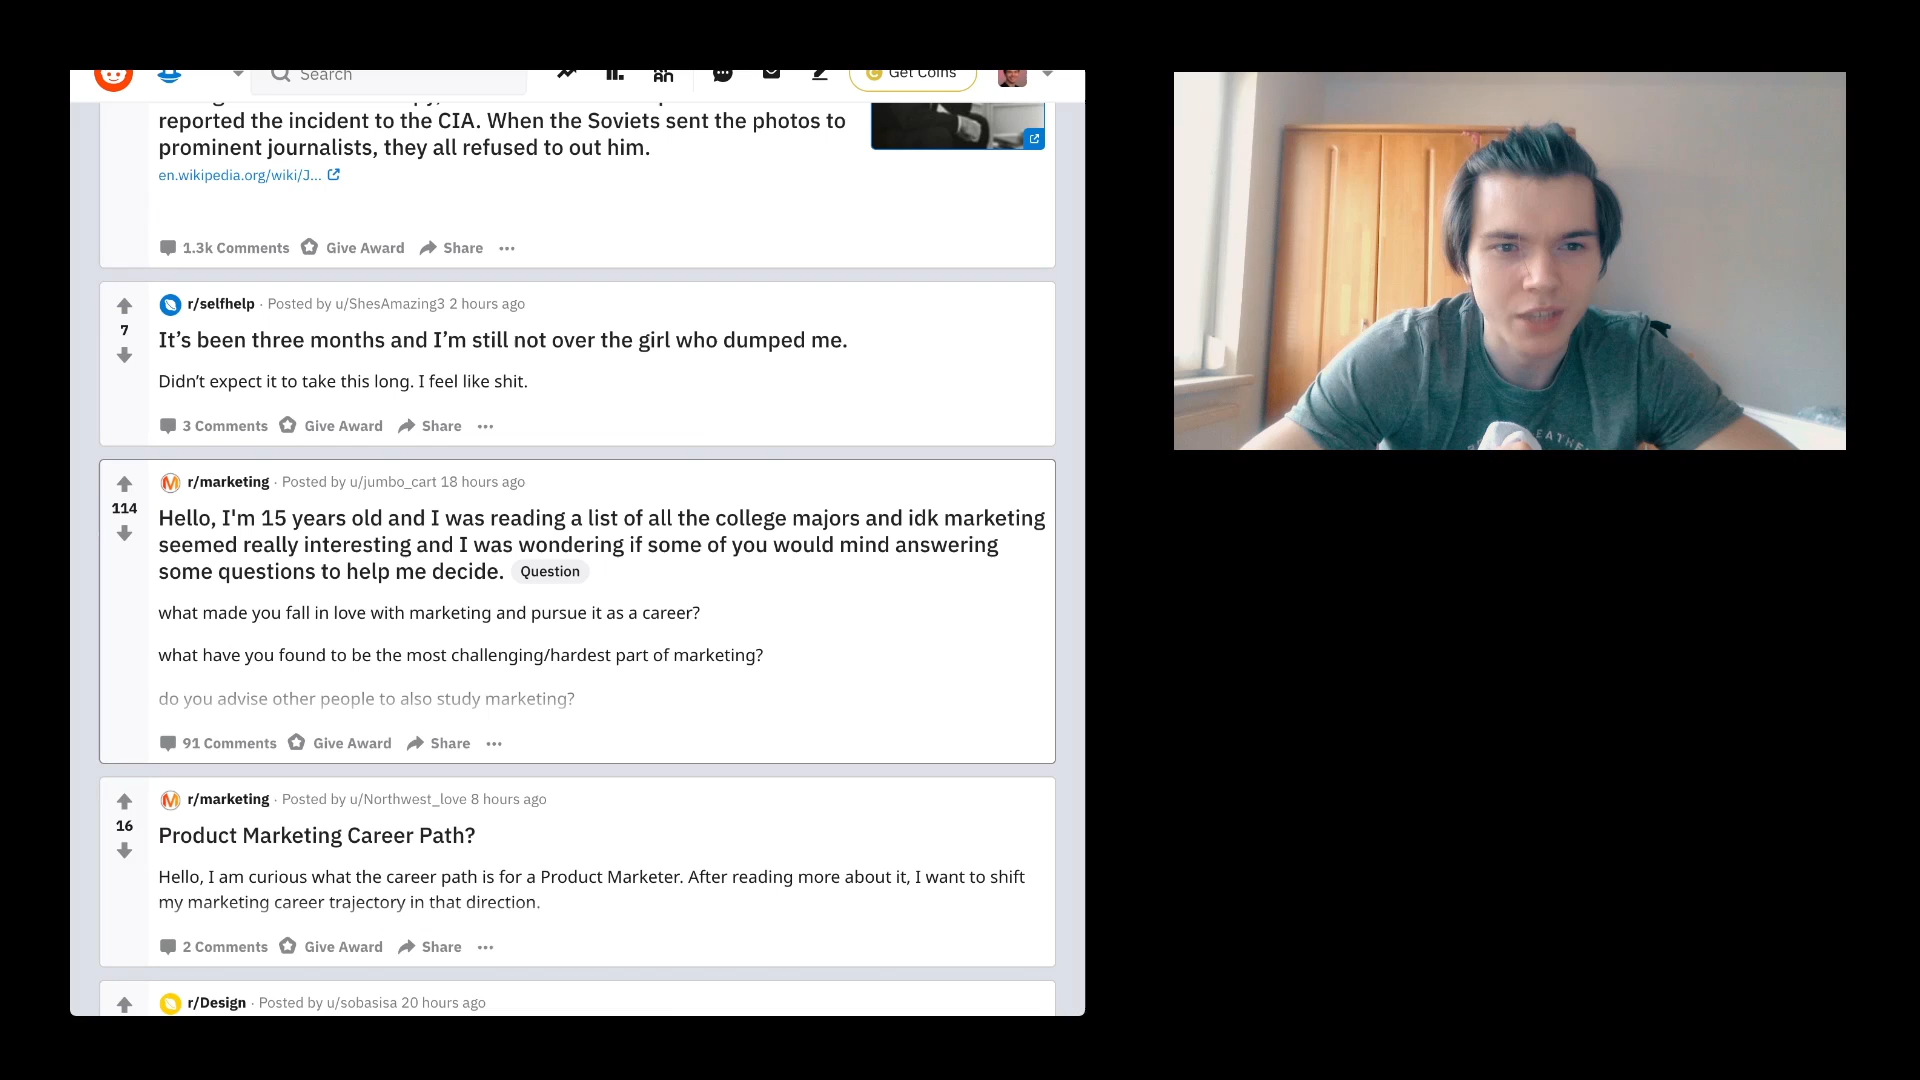 Search
Get Coins
reported the incident to the CIA. When the Soviets sent the photos to
prominent journalists, they all refused to out him.
en.wikipedia.org/wiki/J...
1.3k Comments Give Award Share
r/selfhelp · Posted by u/ShesAmazing3 2 hours ago
7
It’s been three months and I’m still not over the girl who dumped me.
Didn’t expect it to take this long. I feel like shit.
3 Comments Give Award Share
r/marketing · Posted by u/jumbo_cart 18 hours ago
114
Hello, I'm 15 years old and I was reading a list of all the college majors and idk marketing
seemed really interesting and I was wondering if some of you would mind answering
some questions to help me decide. Question
what made you fall in love with marketing and pursue it as a career?
what have you found to be the most challenging/hardest part of marketing?
do you advise other people to also study marketing?
91 Comments Give Award Share
r/marketing · Posted by u/Northwest_love 8 hours ago
16
Product Marketing Career Path?
Hello, I am curious what the career path is for a Product Marketer. After reading more about it, I want to shift
my marketing career trajectory in that direction.
2 Comments Give Award Share
r/Design · Posted by u/sobasisa 20 hours ago